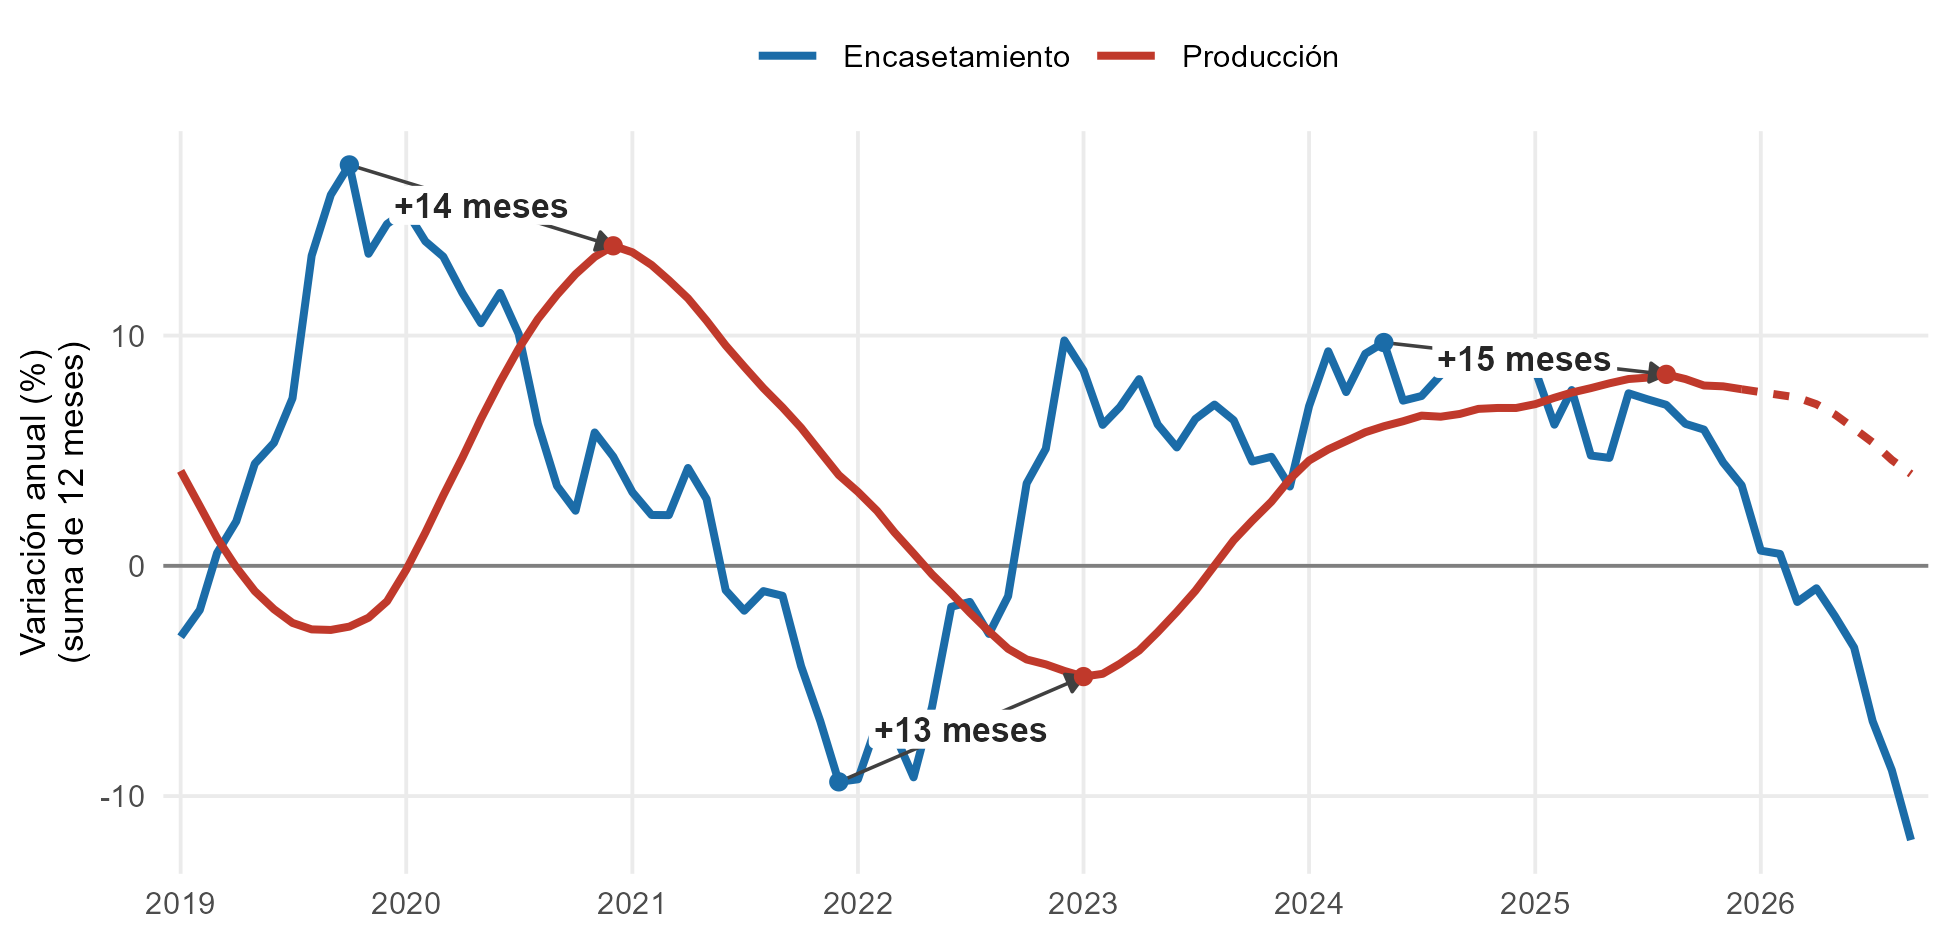 Encasetamiento
Producción
Variación anual (%)
(suma de 12 meses)
10
0
-10
+14 meses
+13 meses
+15 meses
2019
2020
2021
2022
2023
2024
2025
2026